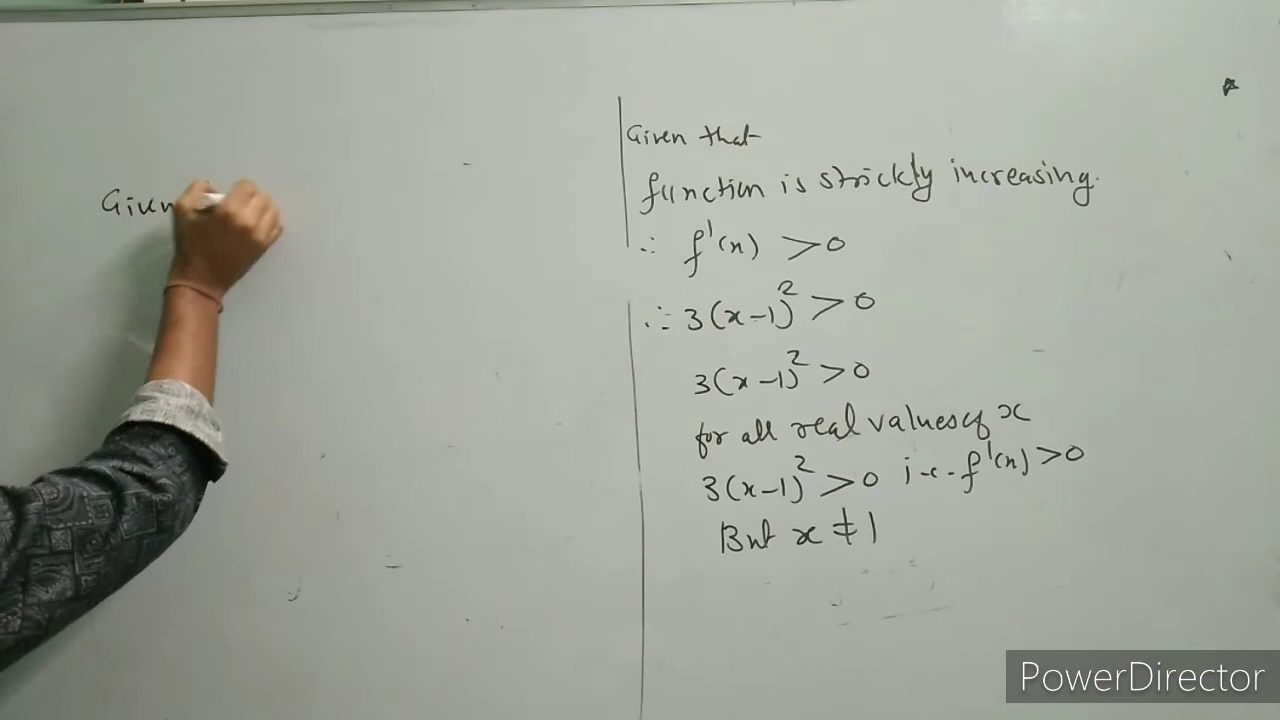 Given
Given that
function is strickly increasing.
∴ f'(x) >0
∴ 3(x-1)² >0
3(x-1)² >0
for all real values of x
3(x-1)² >0 i.e. f'(x) >0
But x ≠ 1
PowerDirector